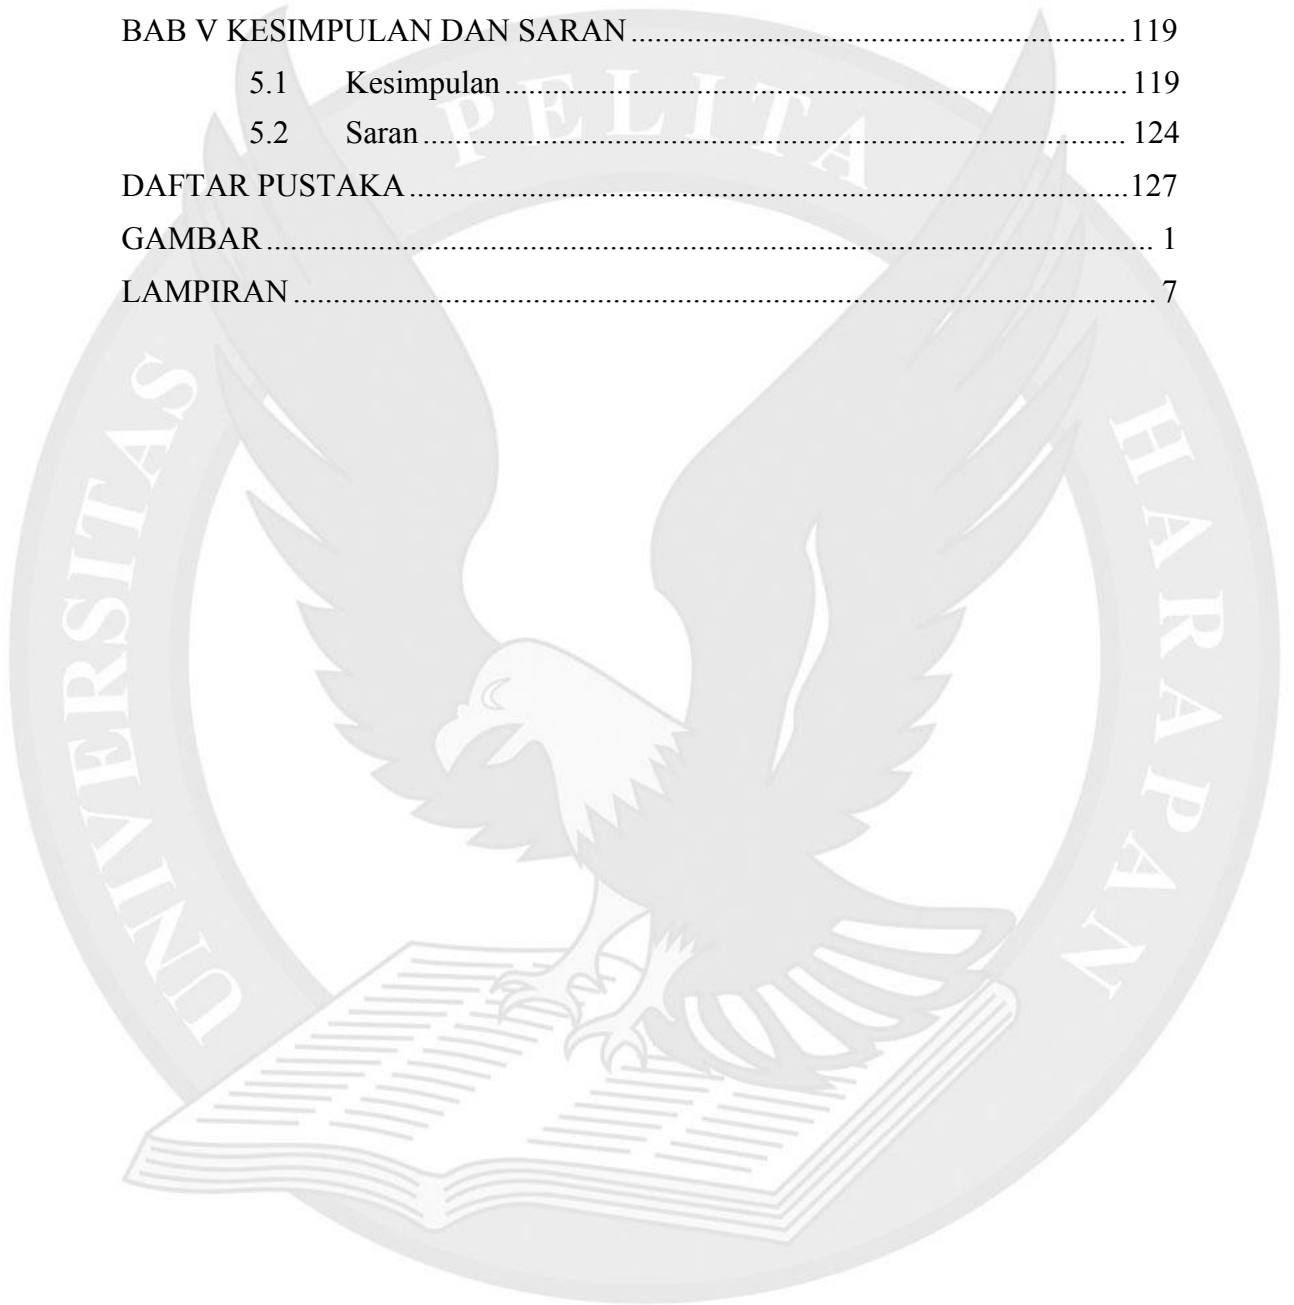 BAB V KESIMPULAN DAN SARAN.......................................................119
5.1 Kesimpulan.......................................................................119
5.2 Saran................................................................................124
DAFTAR PUSTAKA.................................................................................127
GAMBAR.................................................................................................1
LAMPIRAN..............................................................................................7
UNIVERSITAS PELITA HARAPAN